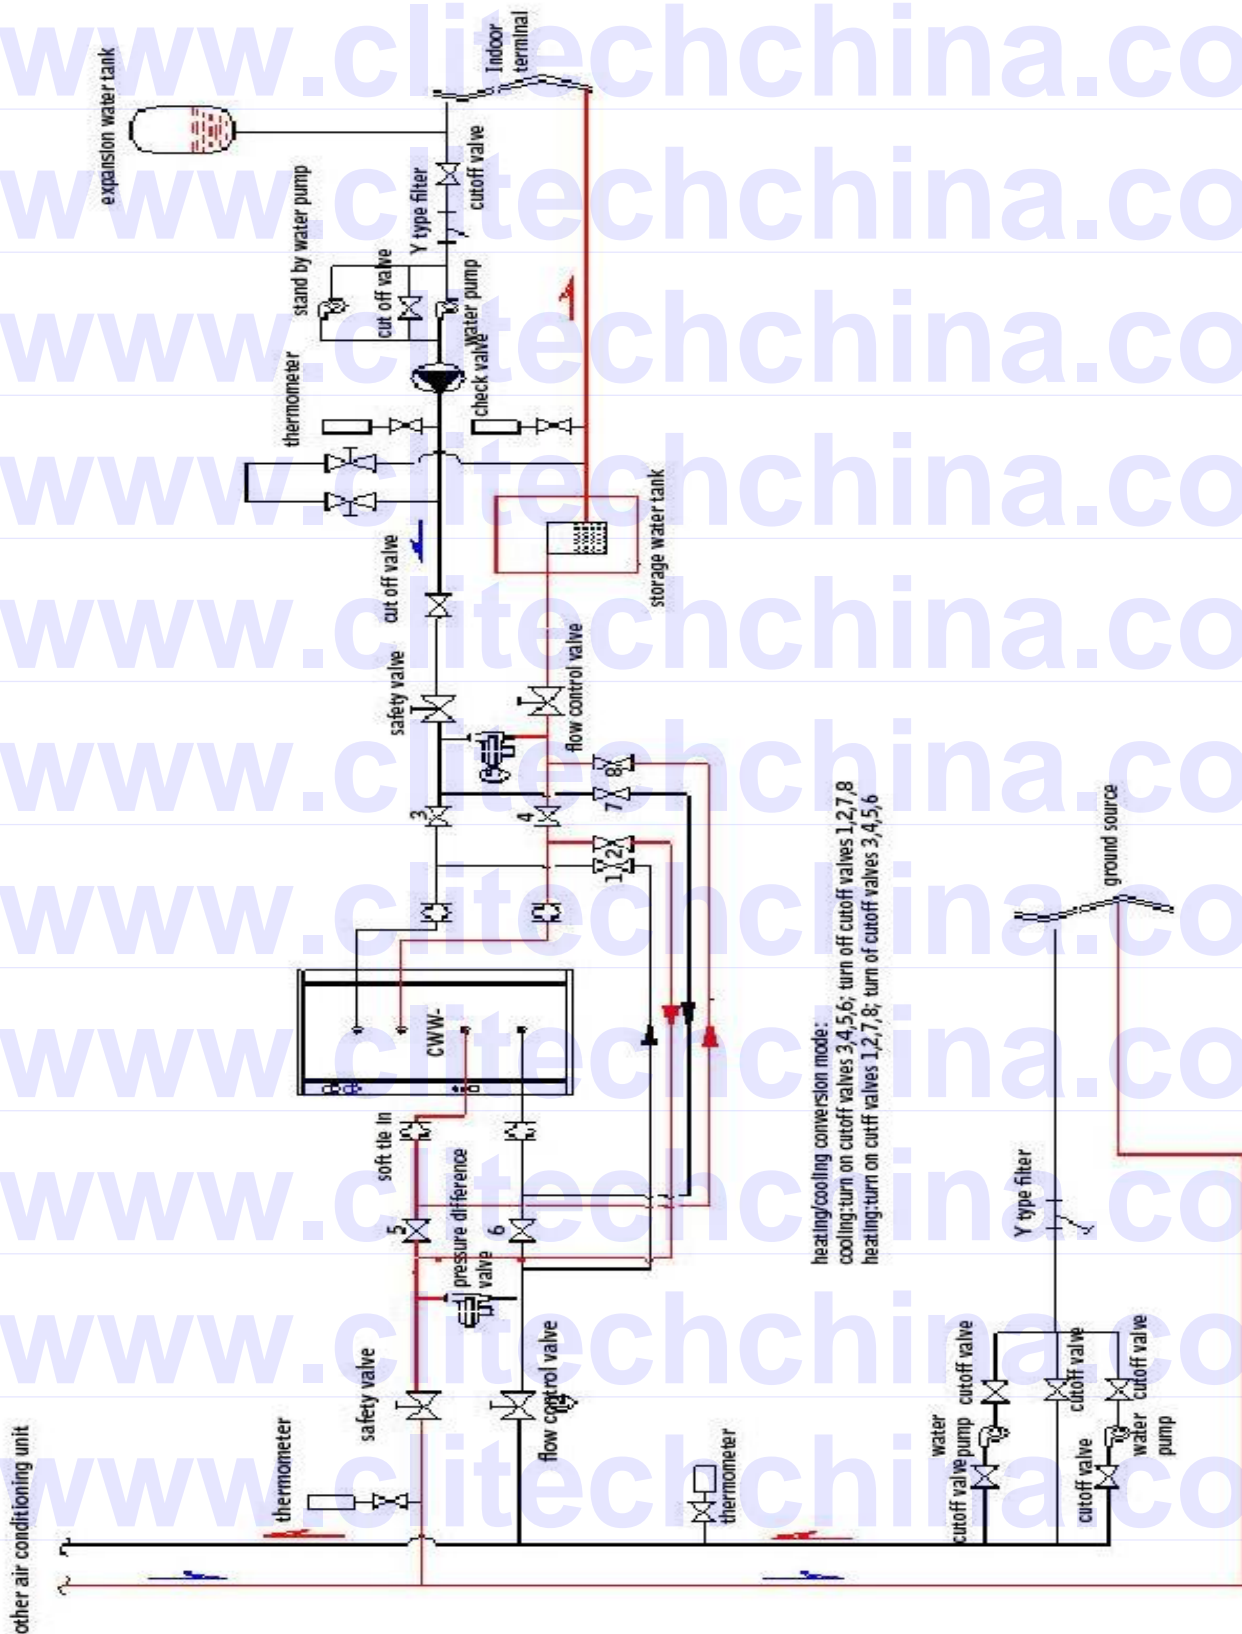 www.clitechchina.co
www.clitechchina.co
www.clitechchina.co
www.clitechchina.co
www.clitechchina.co
www.clitechchina.co
www.clitechchina.co
www.clitechchina.co
www.clitechchina.co
www.clitechchina.co
www.clitechchina.co
expansion water tank
Indoor
terminal
stand by water pump
cut off valve
Y type filter
cutoff valve
water pump
check valve
thermometer
cut off valve
storage water tank
safety valve
flow control valve
3
4
7
8
1
2
CWW-
soft tie in
5
6
pressure difference
valve
safety valve
flow control valve
thermometer
other air conditioning unit
thermometer
heating/cooling conversion mode:
cooling:turn on cutoff valves 3,4,5,6; turn off cutoff valves 1,2,7,8
heating:turn on cutff valves 1,2,7,8; turn of cutoff valves 3,4,5,6
ground source
Y type filter
cutoff valve
cutoff valve
cutoff valve
water
pump
water
pump
cutoff valve
cutoff valve